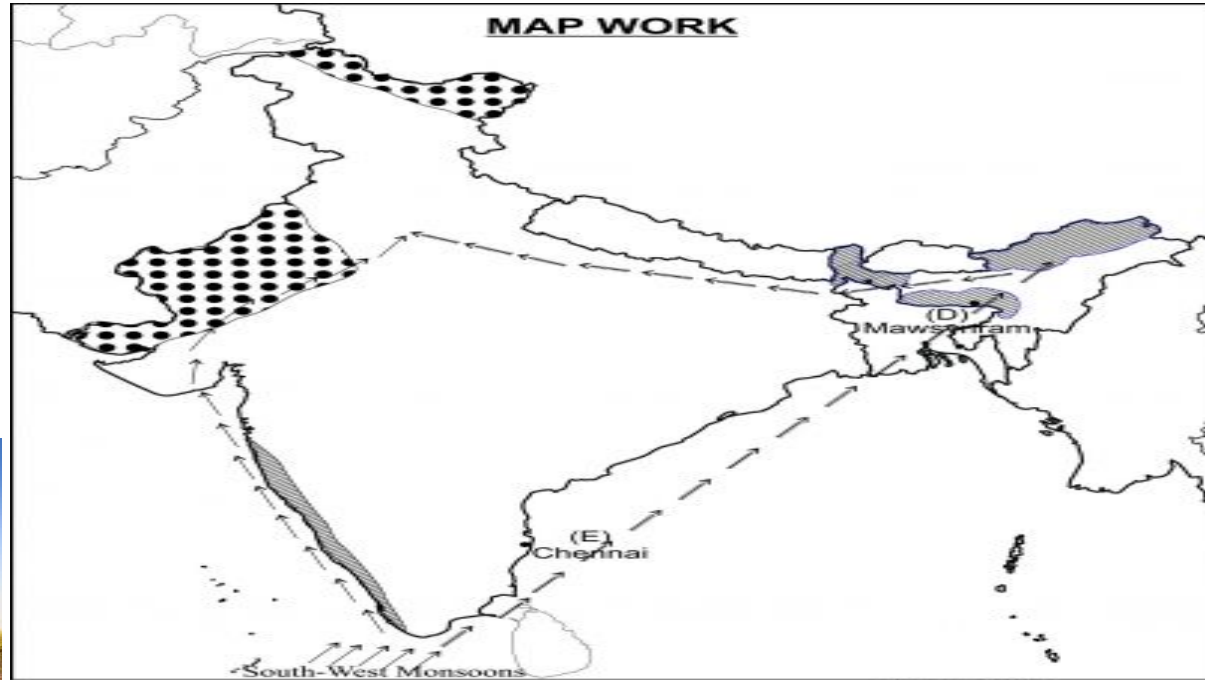 MAP WORK
(D)
Mawsynram
(E)
Chennai
South-West Monsoons